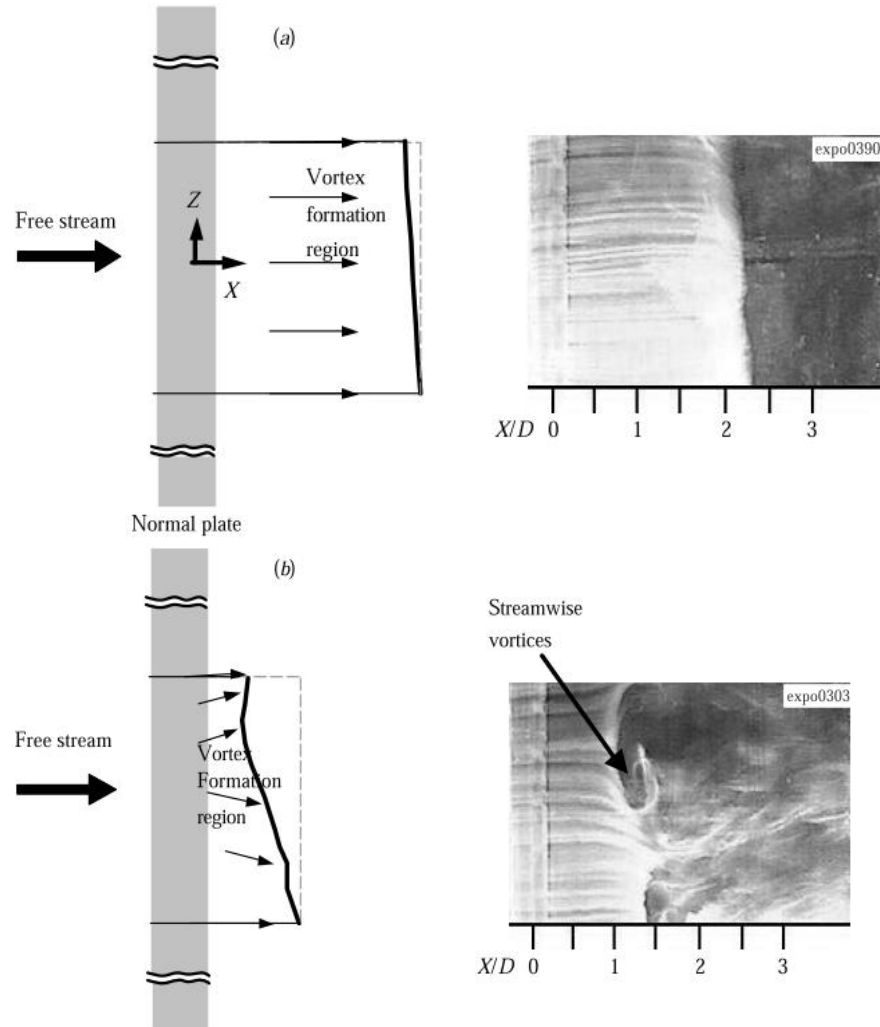 (a)
expo0390
Vortex
formation
region
Z
Free stream
X
X/D 0 1 2 3
Normal plate
(b)
Streamwise
vortices
expo0303
Free stream
Vortex
Formation
region
X/D 0 1 2 3